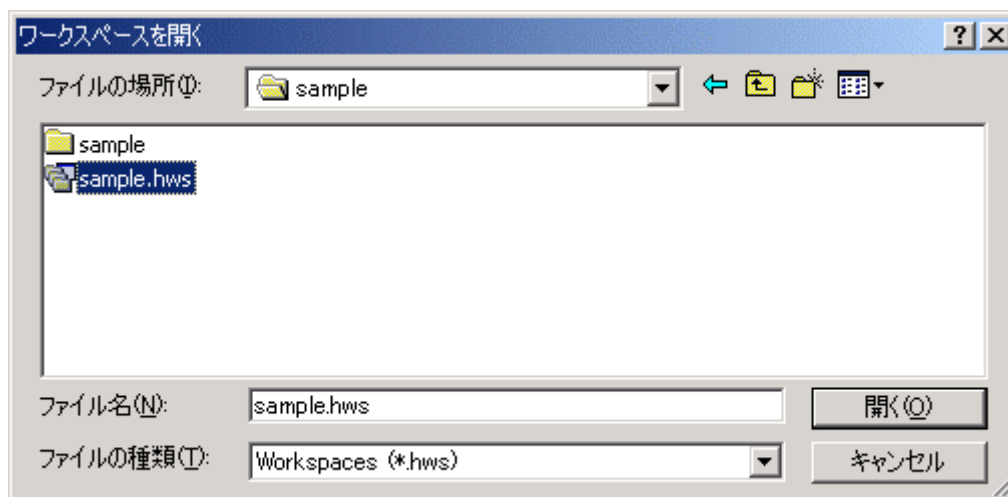 ワークスペースを開く
ファイルの場所(I): sample
sample
sample.hws
ファイル名(N): sample.hws 開く(O)
ファイルの種類(T): Workspaces (*.hws) キャンセル